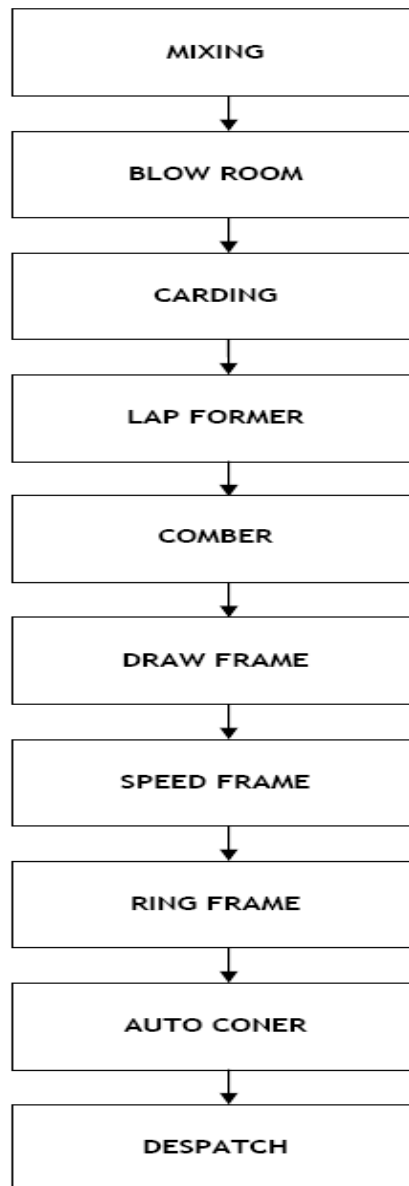 MIXING
BLOW ROOM
CARDING
LAP FORMER
COMBER
DRAW FRAME
SPEED FRAME
RING FRAME
AUTO CONER
DESPATCH